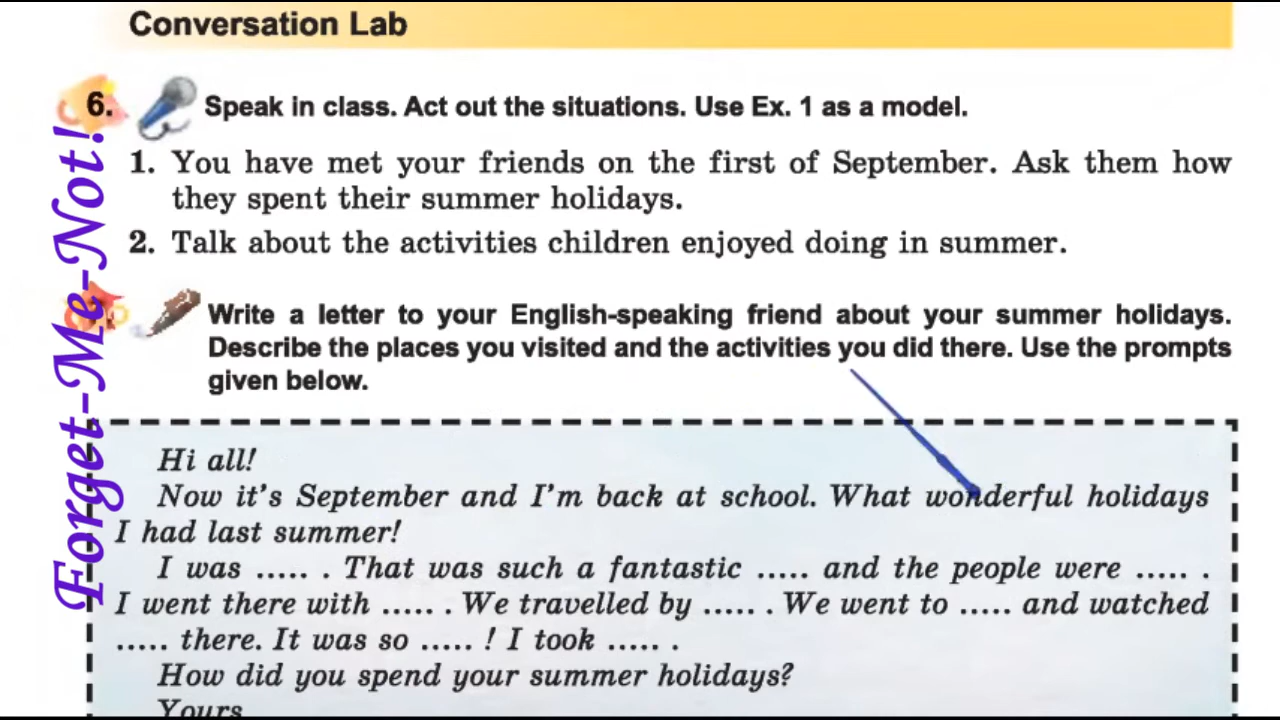 Conversation Lab
6. Speak in class. Act out the situations. Use Ex. 1 as a model.
1. You have met your friends on the first of September. Ask them how
they spent their summer holidays.
2. Talk about the activities children enjoyed doing in summer.
Forget-Me-Not!
Write a letter to your English-speaking friend about your summer holidays.
Describe the places you visited and the activities you did there. Use the prompts
given below.
Hi all!
Now it's September and I'm back at school. What wonderful holidays
I had last summer!
I was ..... . That was such a fantastic ..... and the people were ..... .
I went there with ..... . We travelled by ..... . We went to ..... and watched
..... there. It was so ..... ! I took ..... .
How did you spend your summer holidays?
Yours